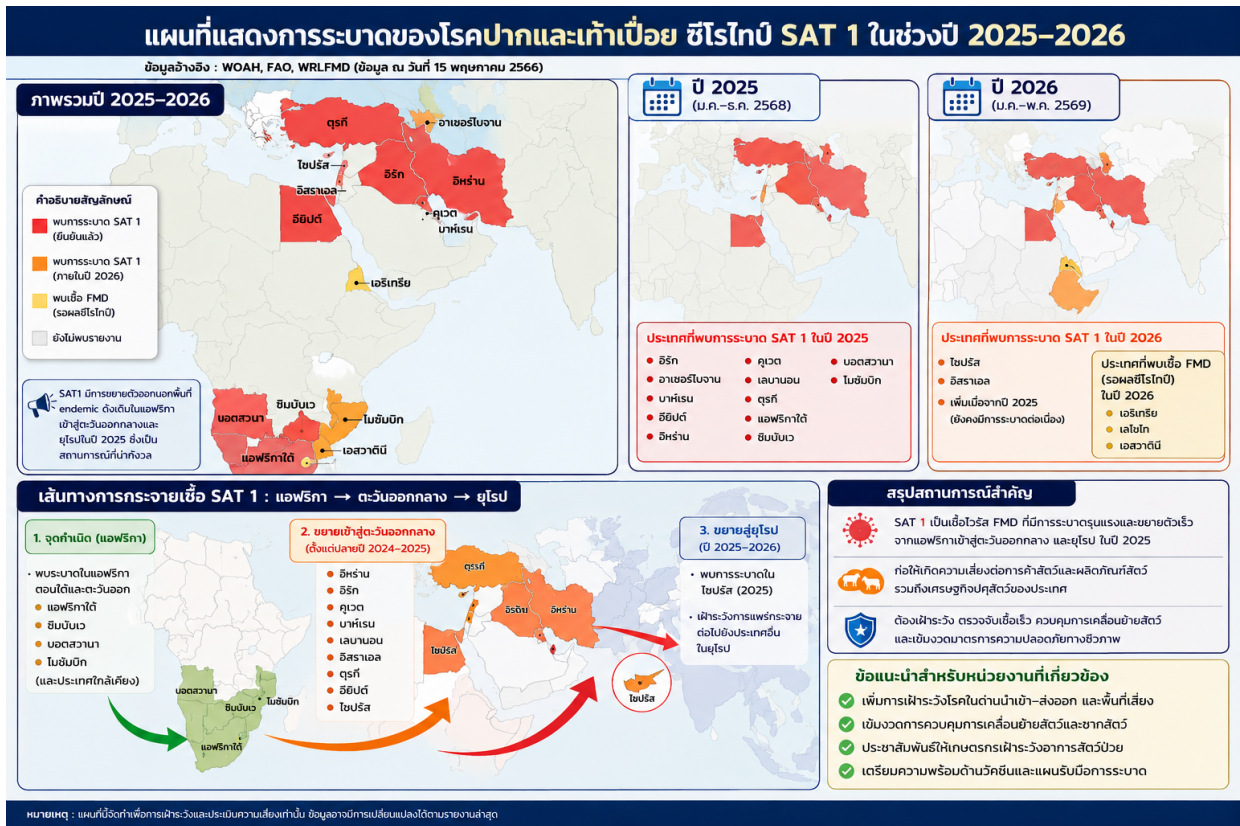 แผนที่แสดงการระบาดของโรคปากและเท้าเปื่อย ซีโรไทป์ SAT 1 ในช่วงปี 2025–2026
ข้อมูลอ้างอิง : WOAH, FAO, WRLFMD (ข้อมูล ณ วันที่ 15 พฤษภาคม 2566)
ภาพรวมปี 2025–2026
ตุรกี
อาเซอร์ไบจาน
ไซปรัส
อิสราเอล
อิรัก
อิหร่าน
อียิปต์
คูเวต
บาห์เรน
เอริเทรีย
คำอธิบายสัญลักษณ์
พบการระบาด SAT 1
(ยืนยันแล้ว)
พบการระบาด SAT 1
(ภายในปี 2026)
พบเชื้อ FMD
(รอผลซีโรไทป์)
ยังไม่พบรายงาน
SAT1 มีการขยายตัวออกนอกพื้นที่
endemic ดั้งเดิมในแอฟริกา
เข้าสู่ตะวันออกกลางและ
ยุโรปในปี 2025 ซึ่งเป็น
สถานการณ์ที่น่ากังวล
บอตสวานา
ซิมบับเว
โมซัมบิก
เอสวาตินี
แอฟริกาใต้
ปี 2025
(ม.ค.–ธ.ค. 2568)
ประเทศที่พบการระบาด SAT 1 ในปี 2025
อิรัก
อาเซอร์ไบจาน
บาห์เรน
อียิปต์
อิหร่าน
คูเวต
เลบานอน
ตุรกี
แอฟริกาใต้
ซิมบับเว
บอตสวานา
โมซัมบิก
ปี 2026
(ม.ค.–พ.ค. 2569)
ประเทศที่พบการระบาด SAT 1 ในปี 2026
ไซปรัส
อิสราเอล
เพิ่มเมื่อจากปี 2025
(ยังคงมีการระบาดต่อเนื่อง)
ประเทศที่พบเชื้อ FMD
(รอผลซีโรไทป์)
ในปี 2026
เอริเทรีย
เลโซโท
เอสวาตินี
เส้นทางการกระจายเชื้อ SAT 1 : แอฟริกา → ตะวันออกกลาง → ยุโรป
1. จุดกำเนิด (แอฟริกา)
• พบระบาดในแอฟริกา
ตอนใต้และตะวันออก
แอฟริกาใต้
ซิมบับเว
บอตสวานา
โมซัมบิก
(และประเทศใกล้เคียง)
บอตสวานา
ซิมบับเว
โมซัมบิก
แอฟริกาใต้
2. ขยายเข้าสู่ตะวันออกกลาง
(ตั้งแต่ปลายปี 2024–2025)
อิหร่าน
อิรัก
คูเวต
บาห์เรน
เลบานอน
อิสราเอล
ตุรกี
อียิปต์
ไซปรัส
อิหร่าน
ไซปรัส
3. ขยายสู่ยุโรป
(ปี 2025–2026)
• พบการระบาดใน
ไซปรัส (2025)
• เฝ้าระวังการแพร่กระจาย
ต่อไปยังประเทศอื่น
ในยุโรป
สรุปสถานการณ์สำคัญ
SAT 1 เป็นเชื้อไวรัส FMD ที่มีการระบาดรุนแรงและขยายตัวเร็ว
จากแอฟริกาเข้าสู่ตะวันออกกลาง และยุโรป ในปี 2025
ก่อให้เกิดความเสี่ยงต่อการค้าสัตว์และผลิตภัณฑ์สัตว์
รวมถึงเศรษฐกิจปศุสัตว์ของประเทศ
ต้องเฝ้าระวัง ตรวจจับเชื้อเร็ว ควบคุมการเคลื่อนย้ายสัตว์
และเข้มงวดมาตรการความปลอดภัยทางชีวภาพ
ข้อแนะนำสำหรับหน่วยงานที่เกี่ยวข้อง
เพิ่มการเฝ้าระวังโรคในด่านนำเข้า–ส่งออก และพื้นที่เสี่ยง
เข้มงวดการควบคุมการเคลื่อนย้ายสัตว์และซากสัตว์
ประชาสัมพันธ์ให้เกษตรกรเฝ้าระวังอาการสัตว์ป่วย
เตรียมความพร้อมด้านวัคซีนและแผนรับมือการระบาด
หมายเหตุ : แผนที่นี้จัดทำเพื่อการเฝ้าระวังและประเมินความเสี่ยงเท่านั้น ข้อมูลอาจมีการเปลี่ยนแปลงได้ตามรายงานล่าสุด